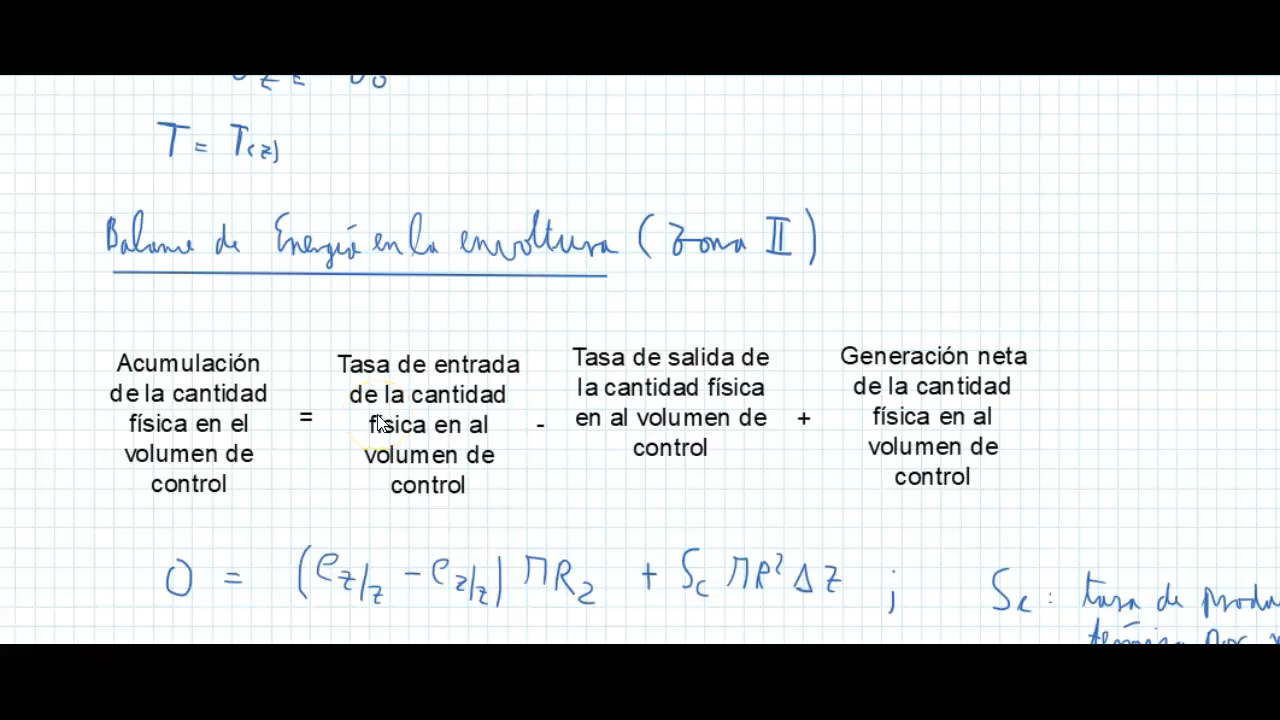 T = T(z)
Balance de Energía en la envoltura (Zona II)
Acumulación
de la cantidad
física en el
volumen de
control
=
Tasa de entrada
de la cantidad
física en al
volumen de
control
-
Tasa de salida de
la cantidad física
en al volumen de
control
+
Generación neta
de la cantidad
física en al
volumen de
control
0 = (e_z/z - e_z/z) ΠR2 + Sc ΠR² Δz ; Sc: tasa de produ